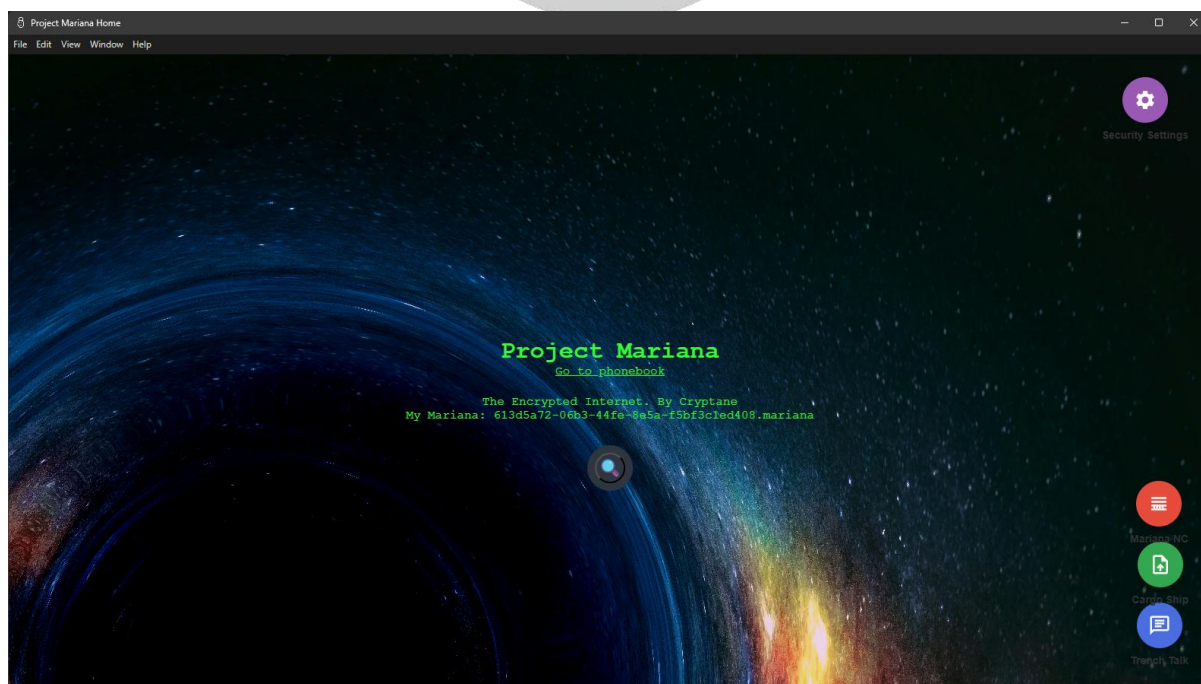 Project Mariana Home
File Edit View Window Help
Security Settings
Project Mariana
Go to phonebook
The Encrypted Internet. By Cryptane
My Mariana: 613d5a72-06b3-44fe-8e5a-f5bf3c1ed408.mariana
Mariana NC
Cargo Ship
Trench Talk